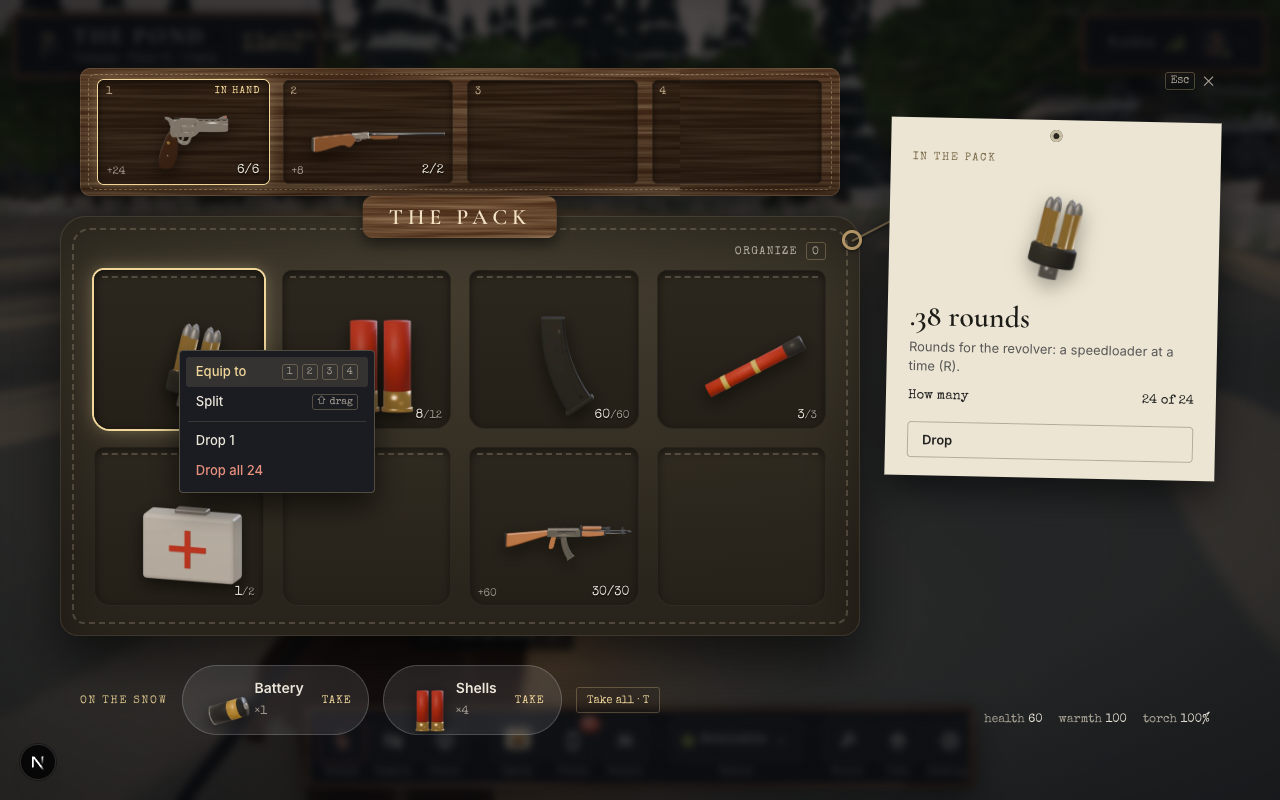 THE POND
Esc
1 IN HAND
+24 6/6
2
+8 2/2
3
4
THE PACK
ORGANIZE O
8/12
60/60
3/3
1/2
+60 30/30
Equip to 1 2 3 4
Split ⇧ drag
Drop 1
Drop all 24
IN THE PACK
.38 rounds
Rounds for the revolver: a speedloader at a
time (R).
How many 24 of 24
Drop
ON THE SNOW
Battery
×1
TAKE
Shells
×4
TAKE
Take all · T
health 60 warmth 100 torch 100%
N